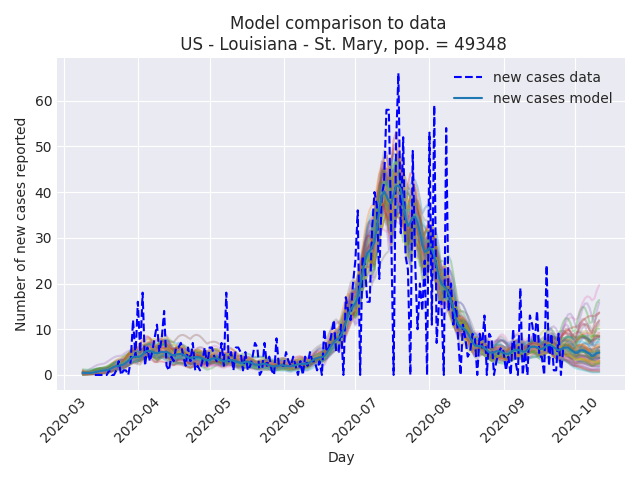 Model comparison to data
US - Louisiana - St. Mary, pop. = 49348
new cases data
new cases model
Number of new cases reported
60
50
40
30
20
10
0
2020-03
2020-04
2020-05
2020-06
2020-07
2020-08
2020-09
2020-10
Day